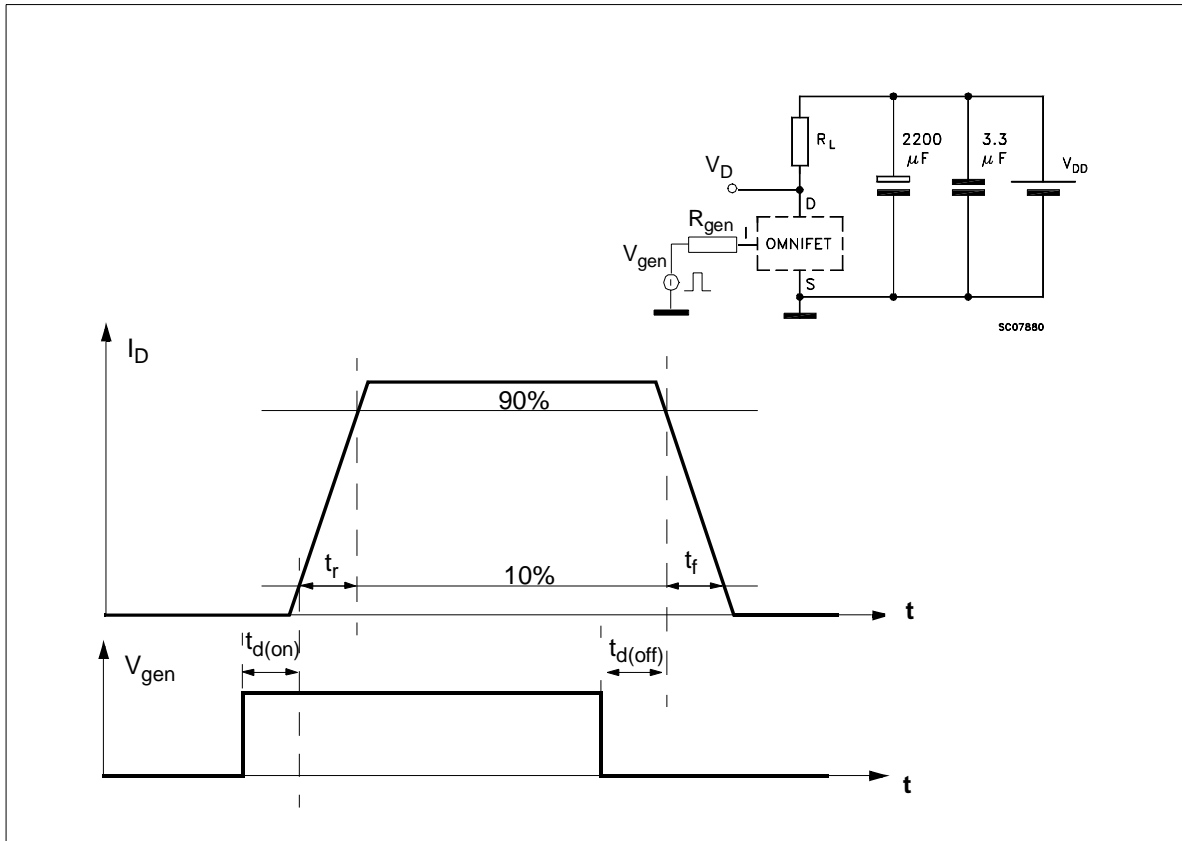 2200
μF
3.3
μF
R_L
V_DD
V_D
D
R_gen
I
OMNIFET
V_gen
S
SC07880
I_D
90%
t_r
10%
t_f
t
t_d(on)
t_d(off)
V_gen
t